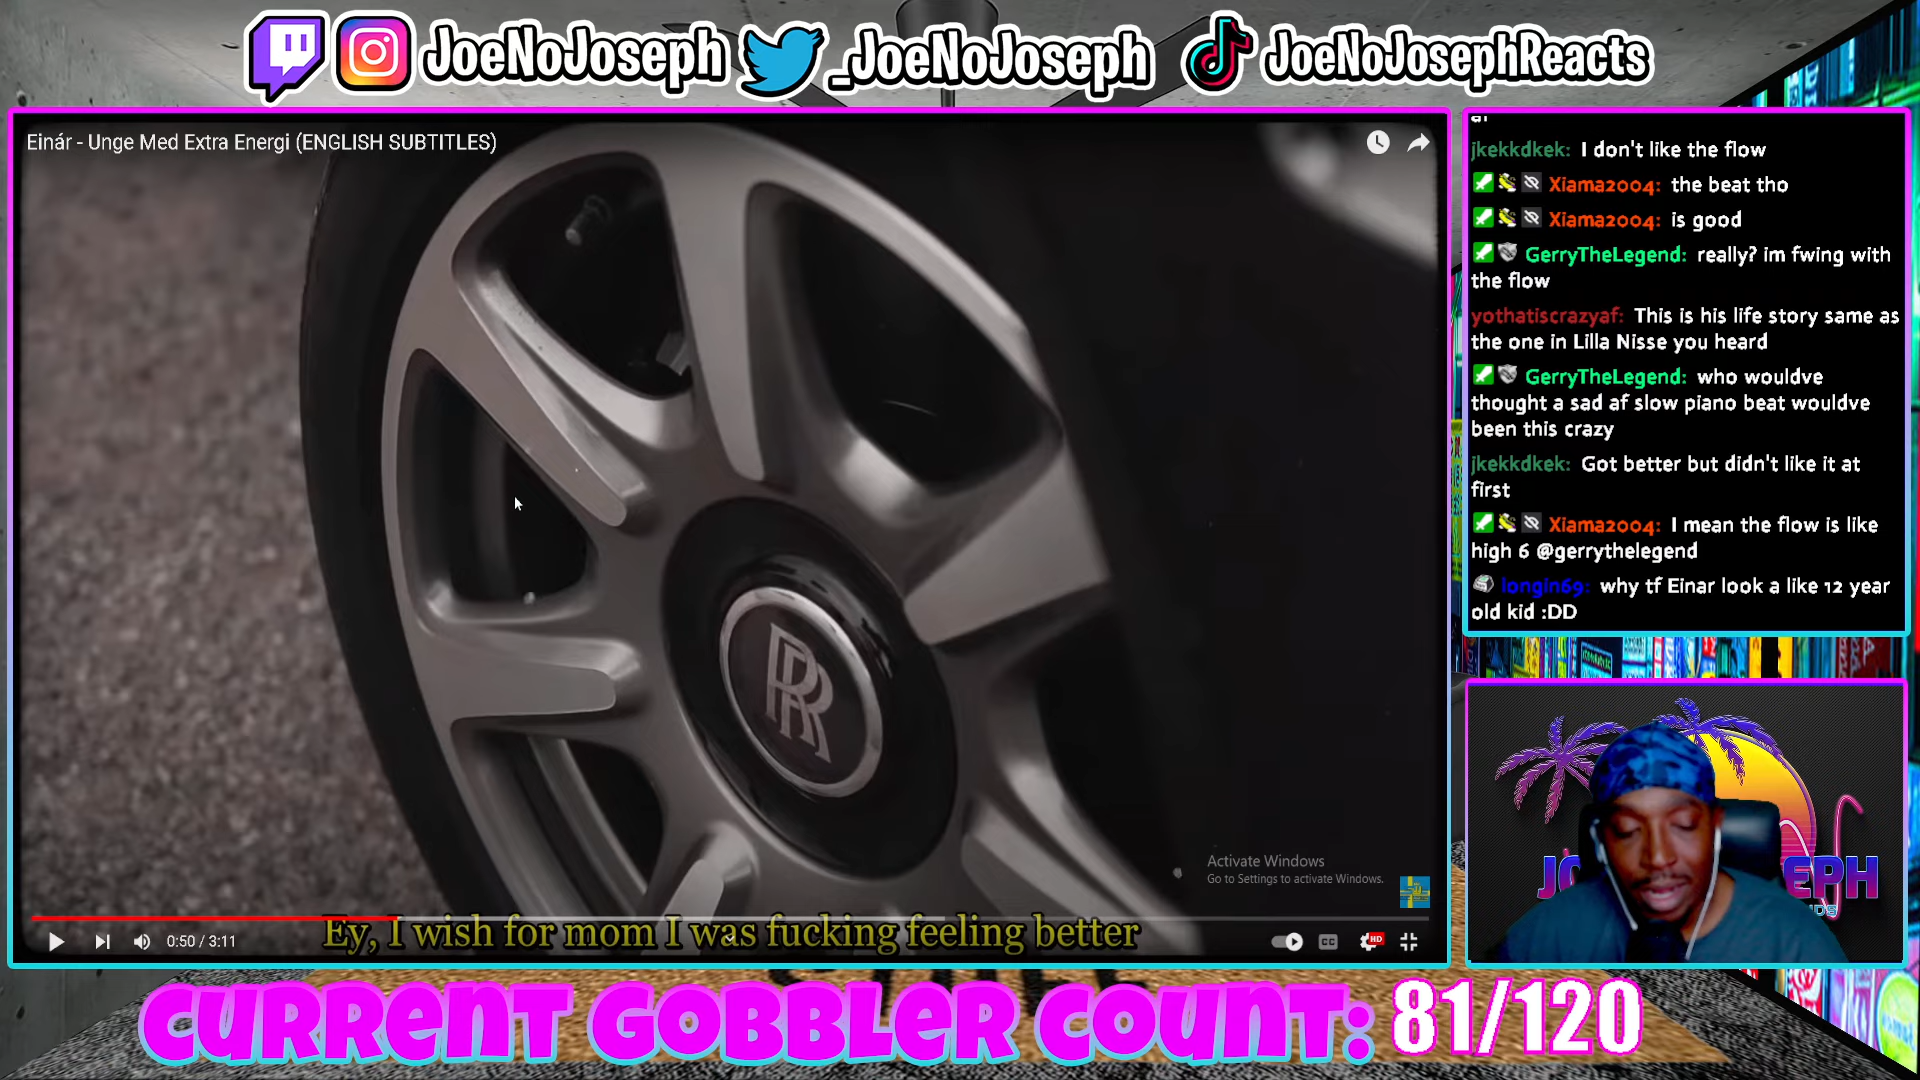 JoeNoJoseph
_JoeNoJoseph
JoeNoJosephReacts
Einár - Unge Med Extra Energi (ENGLISH SUBTITLES)
RR
Activate Windows
Go to Settings to activate Windows.
Ey, I wish for mom I was fucking feeling better
0:50 / 3:11
CC
HD
af
jkekkdkek: I don't like the flow
Xiama2004: the beat tho
Xiama2004: is good
GerryTheLegend: really? im fwing with
the flow
yothatiscrazyaf: This is his life story same as
the one in Lilla Nisse you heard
GerryTheLegend: who wouldve
thought a sad af slow piano beat wouldve
been this crazy
jkekkdkek: Got better but didn't like it at
first
Xiama2004: I mean the flow is like
high 6 @gerrythelegend
longin69: why tf Einar look a like 12 year
old kid :DD
EPH
Current Gobbler Count: 81/120